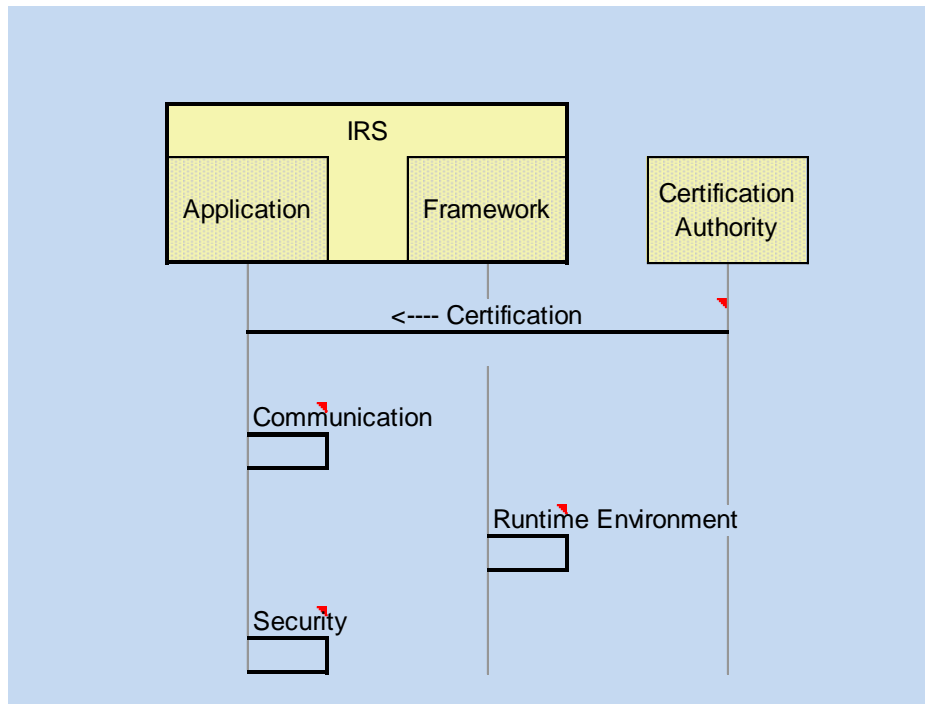 IRS
Application
Framework
Certification
Authority
<---- Certification
Communication
Runtime Environment
Security